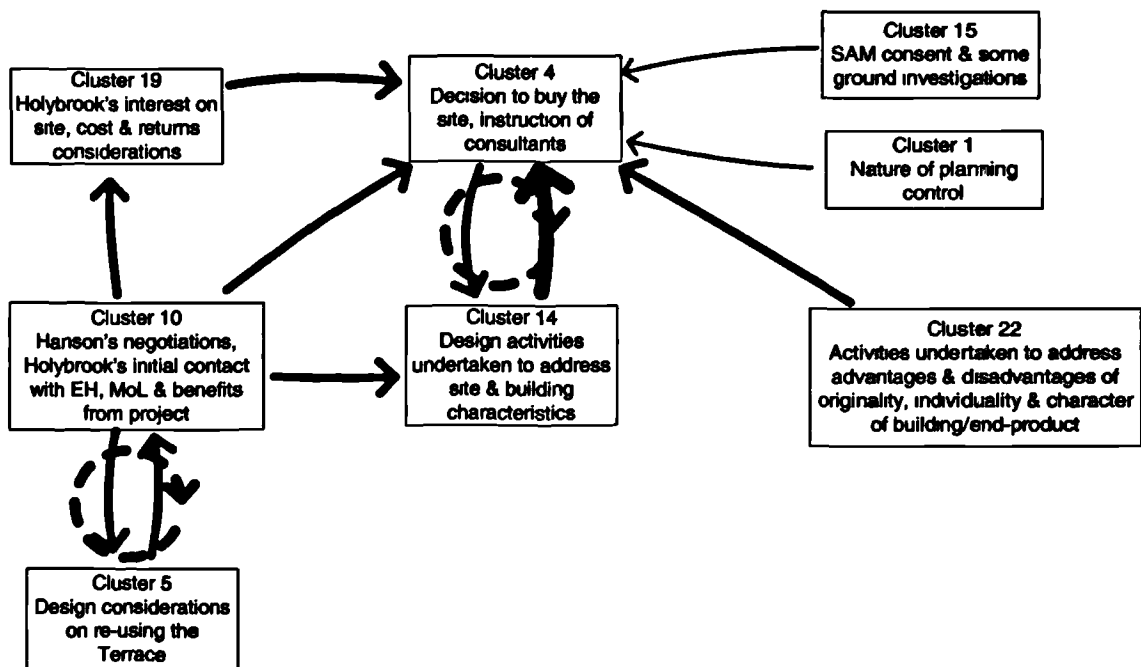 Cluster 15
SAM consent & some
ground investigations
Cluster 4
Decision to buy the
site, instruction of
consultants
Cluster 19
Holybrook's interest on
site, cost & returns
considerations
Cluster 1
Nature of planning
control
Cluster 10
Hanson's negotiations,
Holybrook's initial contact
with EH, MoL & benefits
from project
Cluster 14
Design activities
undertaken to address
site & building
characteristics
Cluster 22
Activities undertaken to address
advantages & disadvantages of
originality, individuality & character
of building/end-product
Cluster 5
Design considerations
on re-using the
Terrace